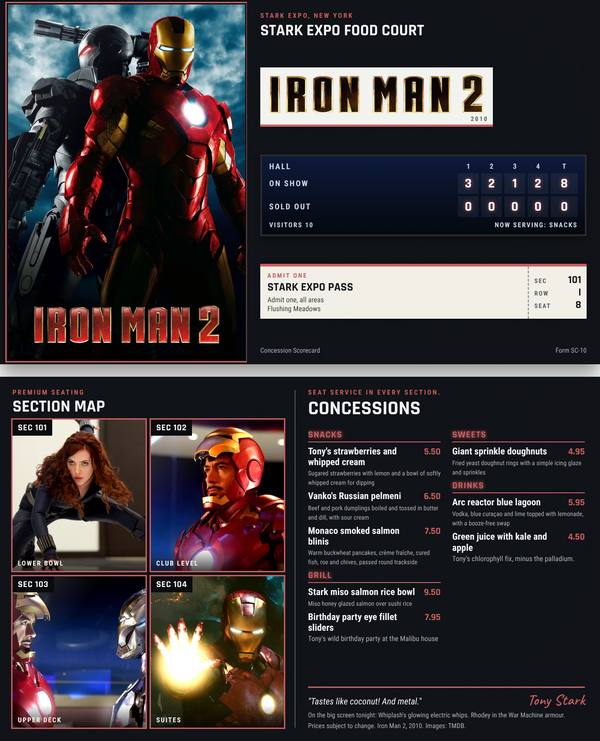 STARK EXPO, NEW YORK
STARK EXPO FOOD COURT
IRON MAN 2
2010
HALL 1 2 3 4 T
ON SHOW 3 2 1 2 8
SOLD OUT 0 0 0 0 0
VISITORS 10 NOW SERVING: SNACKS
ADMIT ONE
STARK EXPO PASS
Admit one, all areas
Flushing Meadows
SEC 101
ROW I
SEAT 8
IRON MAN 2
Concession Scorecard Form SC-10
PREMIUM SEATING
SECTION MAP
SEC 101
LOWER BOWL
SEC 102
CLUB LEVEL
SEC 103
UPPER DECK
SEC 104
SUITES
SEAT SERVICE IN EVERY SECTION.
CONCESSIONS
SNACKS
Tony's strawberries and 5.50
whipped cream
Sugared strawberries with lemon and a bowl of softly
whipped cream for dipping
Vanko's Russian pelmeni 6.50
Beef and pork dumplings boiled and tossed in butter
and dill, with sour cream
Monaco smoked salmon 7.50
blinis
Warm buckwheat pancakes, crème fraîche, cured
fish, roe and chives, passed round trackside
GRILL
Stark miso salmon rice bowl 9.50
Miso honey glazed salmon over sushi rice
Birthday party eye fillet 7.95
sliders
Tony's wild birthday party at the Malibu house
SWEETS
Giant sprinkle doughnuts 4.95
Fried yeast doughnut rings with a simple icing glaze
and sprinkles
DRINKS
Arc reactor blue lagoon 5.95
Vodka, blue curaçao and lime topped with lemonade,
with a booze-free swap
Green juice with kale and 4.50
apple
Tony's chlorophyll fix, minus the palladium.
"Tastes like coconut! And metal." Tony Stark
On the big screen tonight: Whiplash's glowing electric whips. Rhodey in the War Machine armour.
Prices subject to change. Iron Man 2, 2010. Images: TMDB.